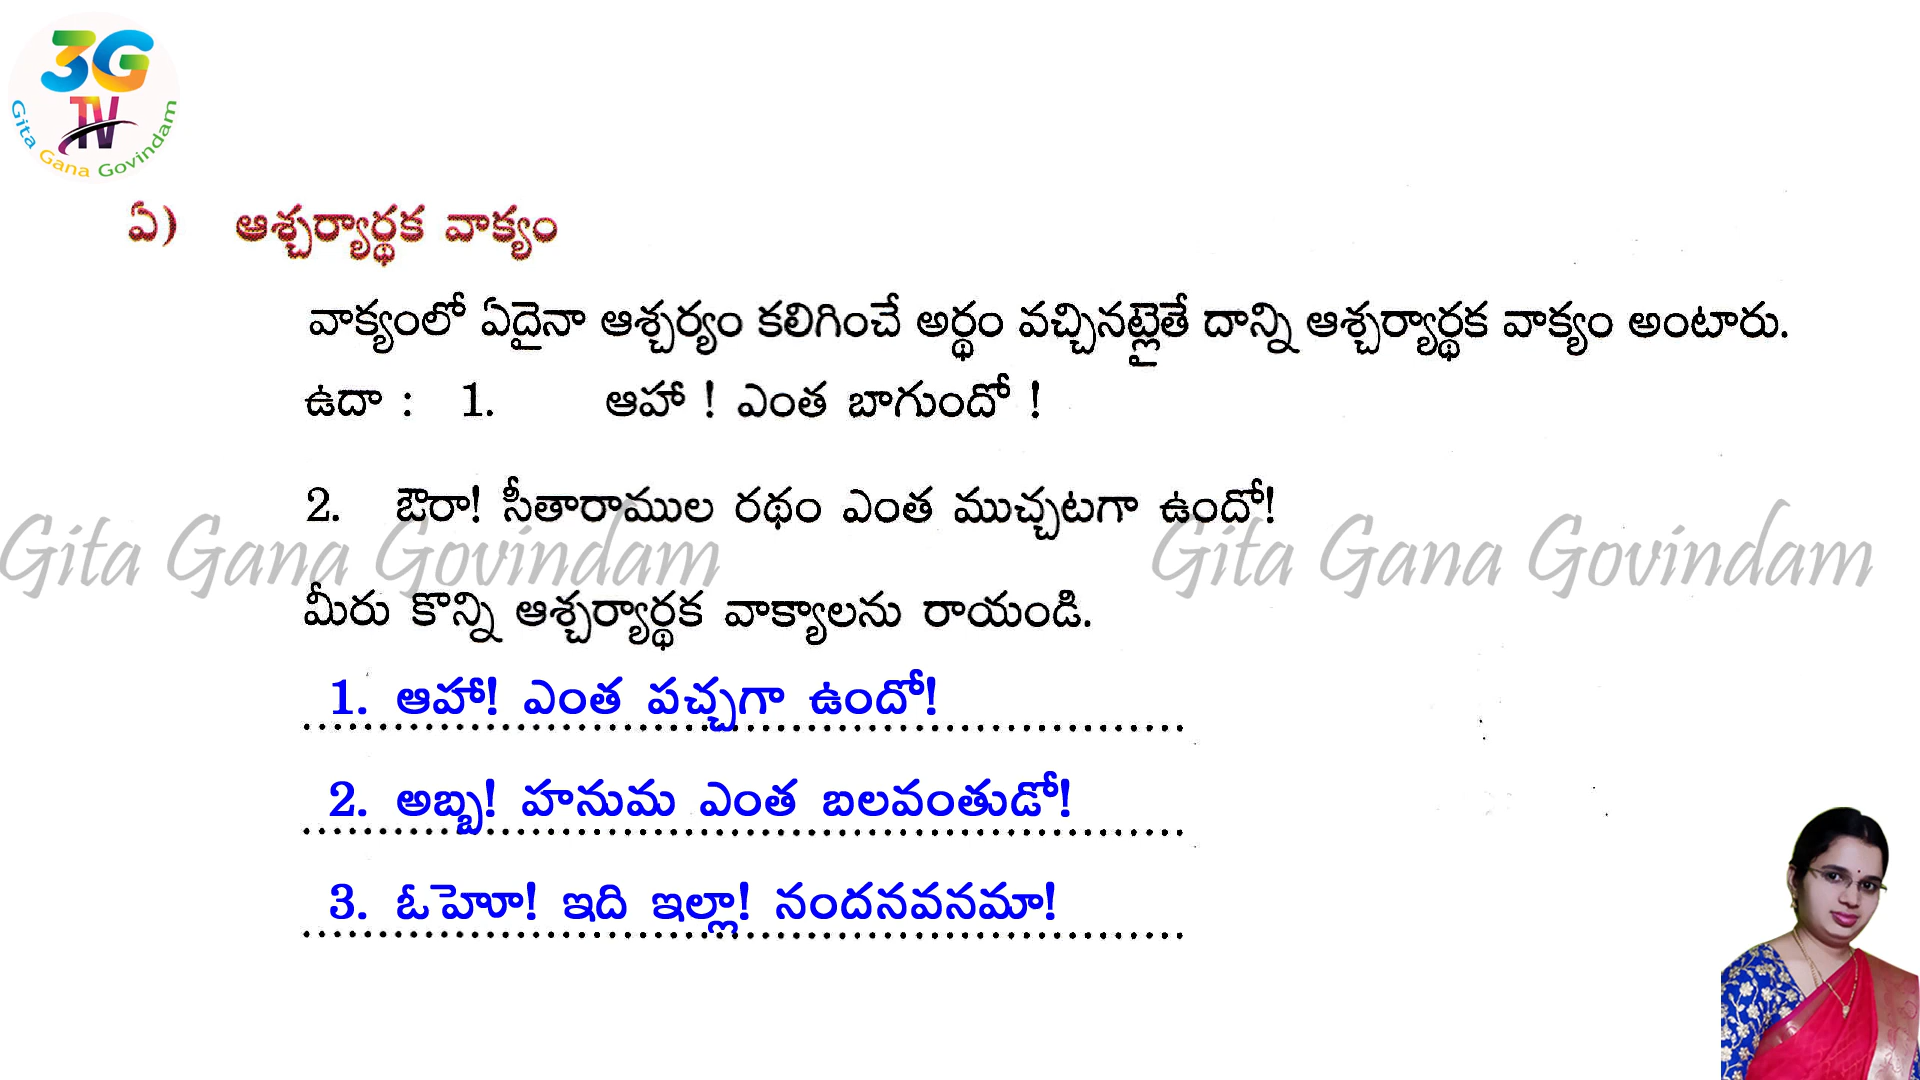 3G
TV
Gita Gana Govindam
ఏ) ఆశ్చర్యార్థక వాక్యం
వాక్యంలో ఏదైనా ఆశ్చర్యం కలిగించే అర్థం వచ్చినట్లైతే దాన్ని ఆశ్చర్యార్థక వాక్యం అంటారు.
ఉదా : 1. ఆహా ! ఎంత బాగుందో !
2. ఔరా! సీతారాముల రథం ఎంత ముచ్చటగా ఉందో!
Gita Gana Govindam Gita Gana Govindam
మీరు కొన్ని ఆశ్చర్యార్థక వాక్యాలను రాయండి.
1. ఆహా! ఎంత పచ్చగా ఉందో!
2. అబ్బ! హనుమ ఎంత బలవంతుడో!
3. ఓహెూ! ఇది ఇల్లా! నందనవనమా!